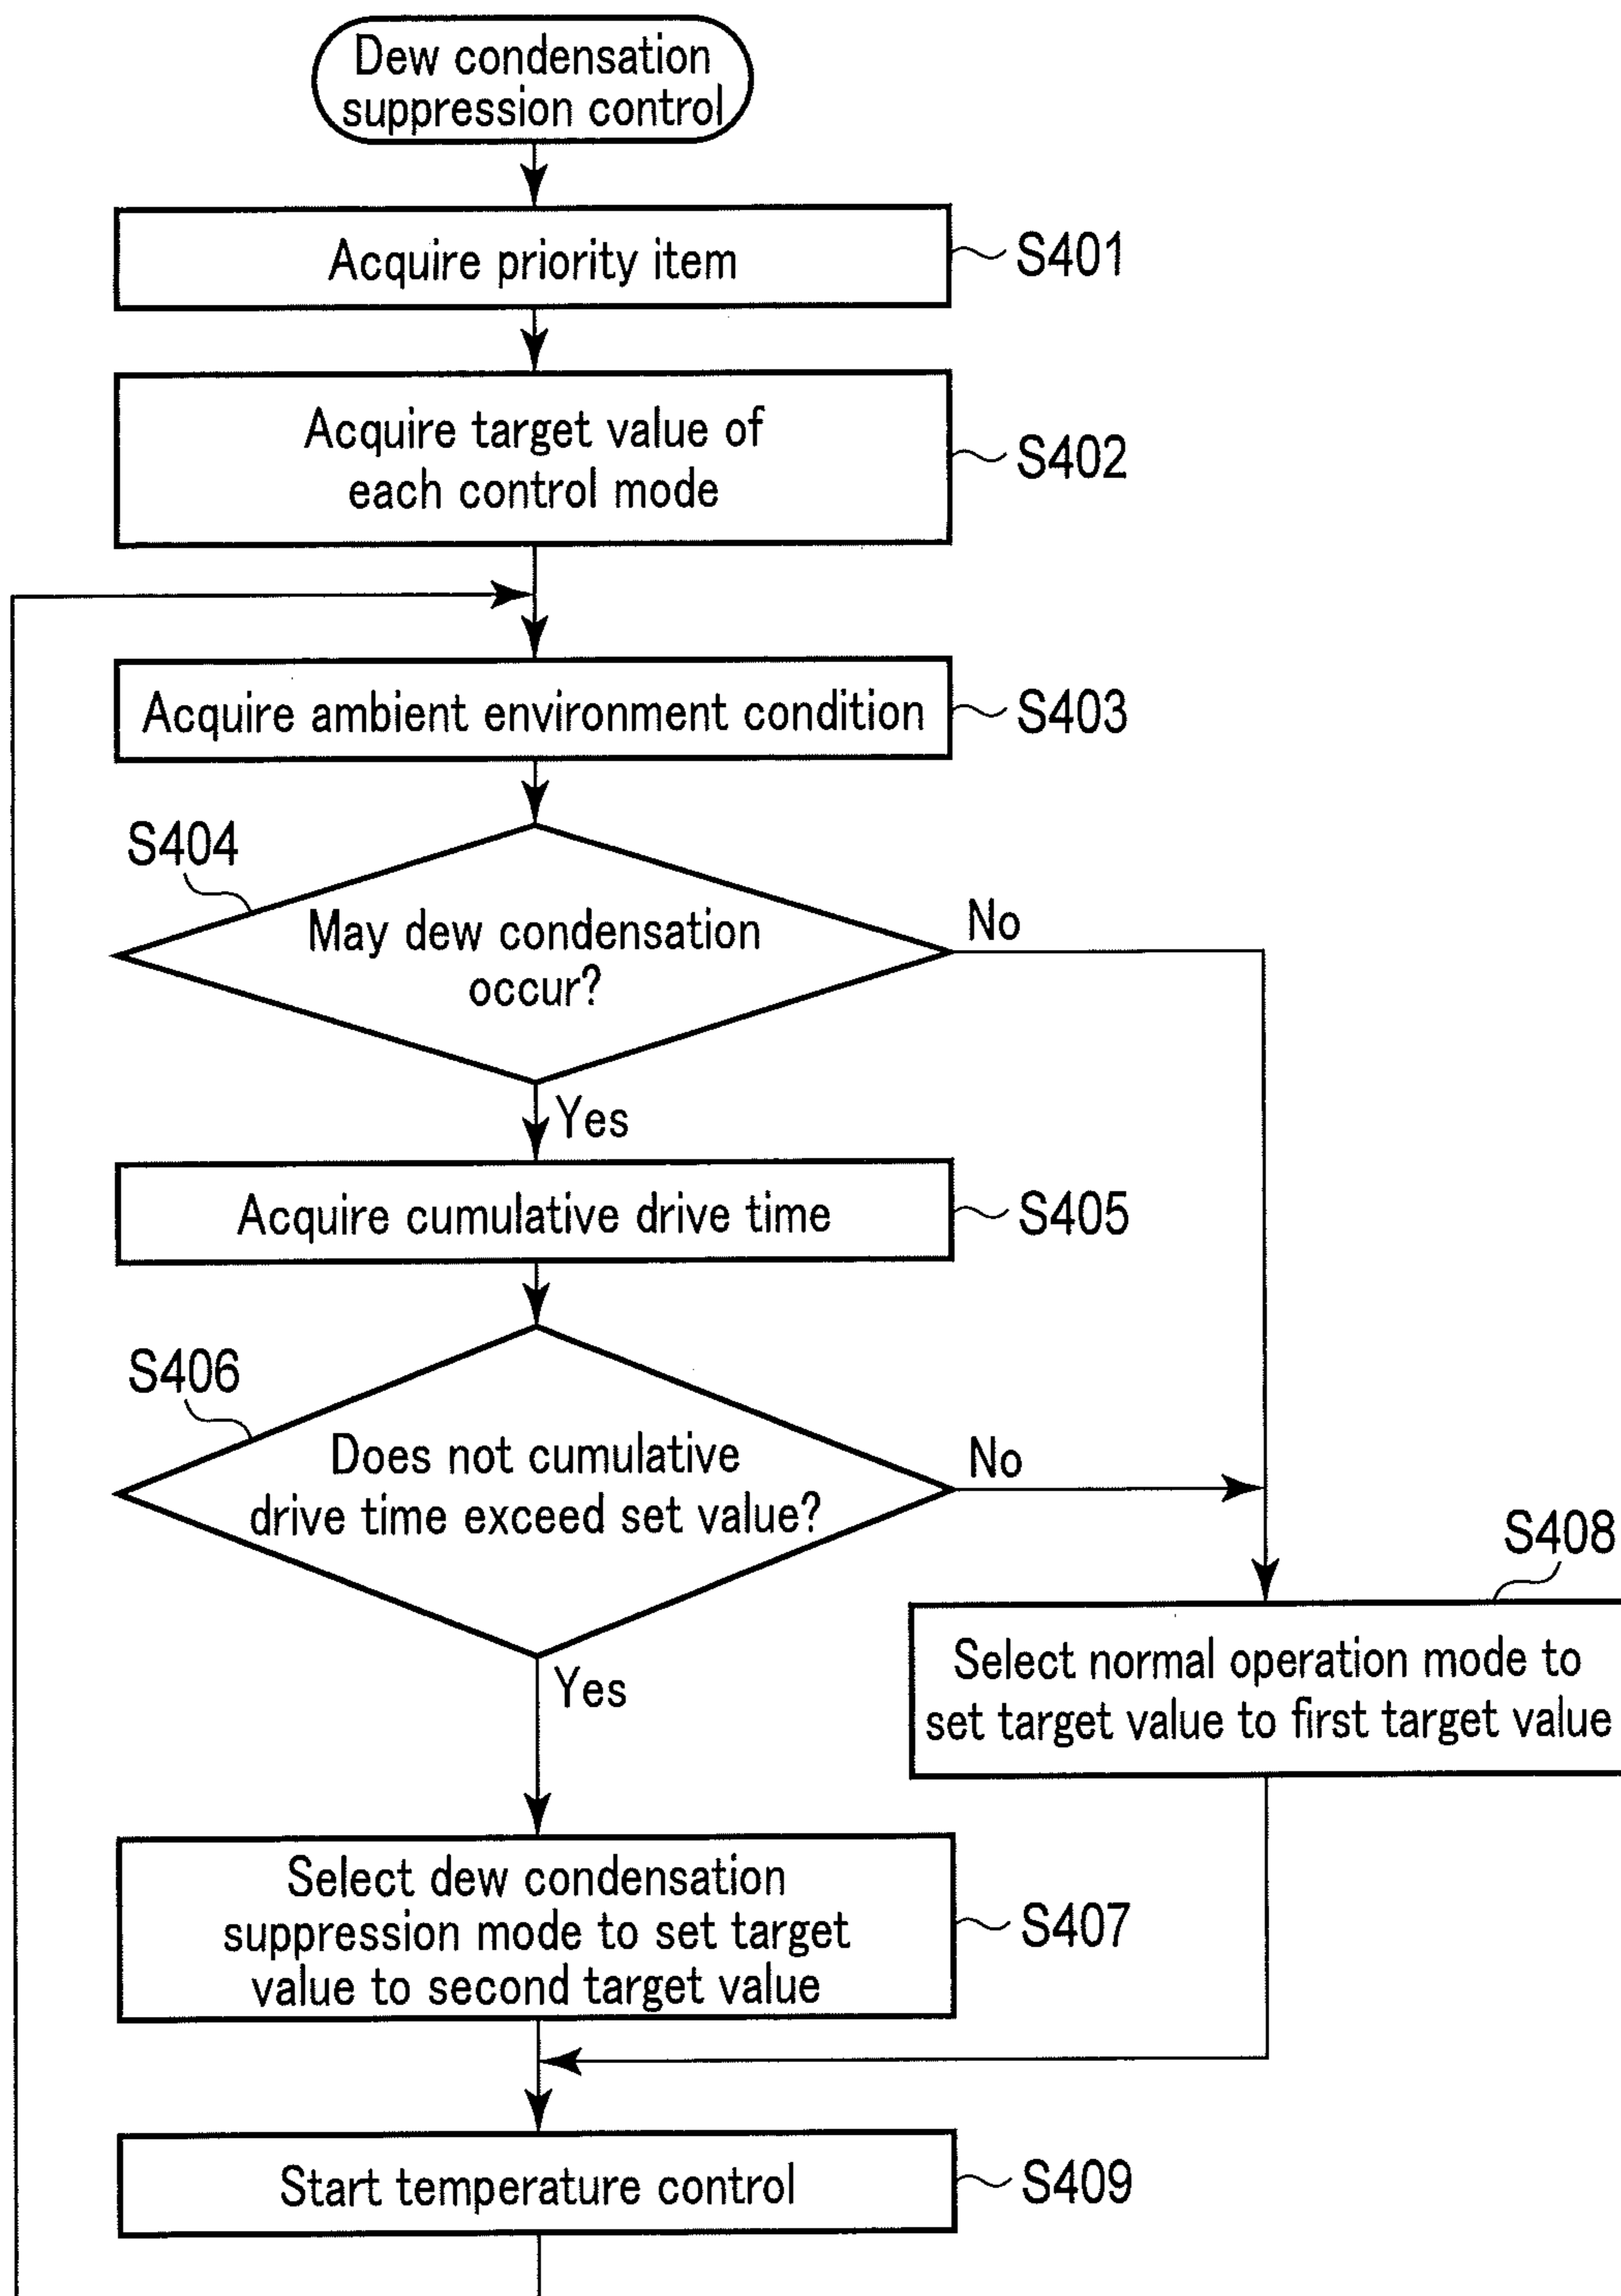 Dew condensation
suppression control
Acquire priority item
S401
Acquire target value of
each control mode
S402
Acquire ambient environment condition
S403
S404
May dew condensation
occur?
No
Yes
Acquire cumulative drive time
S405
S406
Does not cumulative
drive time exceed set value?
No
Yes
S408
Select normal operation mode to
set target value to first target value
Select dew condensation
suppression mode to set target
value to second target value
S407
Start temperature control
S409